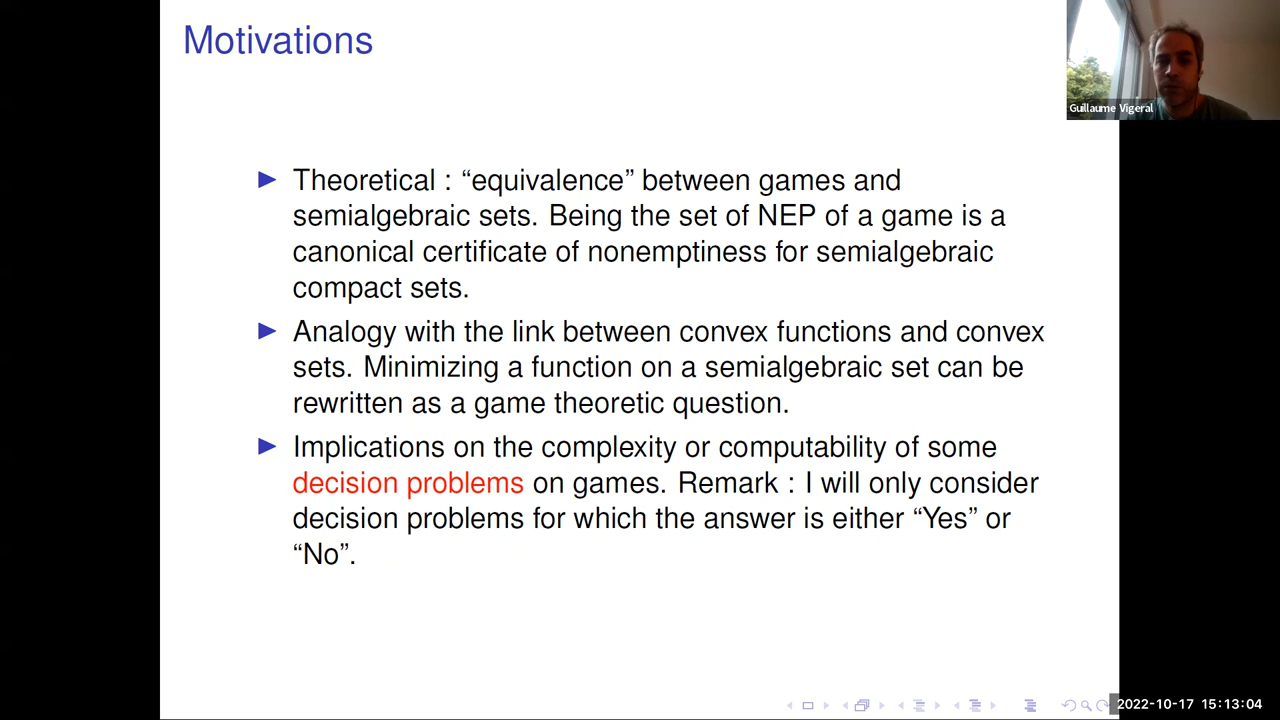 Motivations
Guillaume Vigeral
▶ Theoretical : “equivalence” between games and
semialgebraic sets. Being the set of NEP of a game is a
canonical certificate of nonemptiness for semialgebraic
compact sets.
▶ Analogy with the link between convex functions and convex
sets. Minimizing a function on a semialgebraic set can be
rewritten as a game theoretic question.
▶ Implications on the complexity or computability of some
decision problems on games. Remark : I will only consider
decision problems for which the answer is either “Yes” or
“No”.
2022-10-17 15:13:04